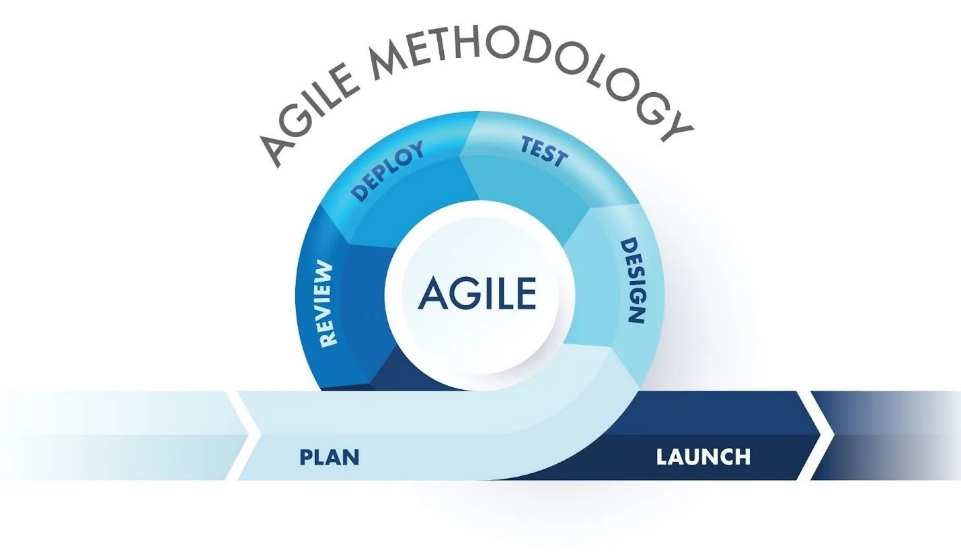 AGILE METHODOLOGY
DEPLOY
TEST
REVIEW
AGILE
DESIGN
PLAN
LAUNCH